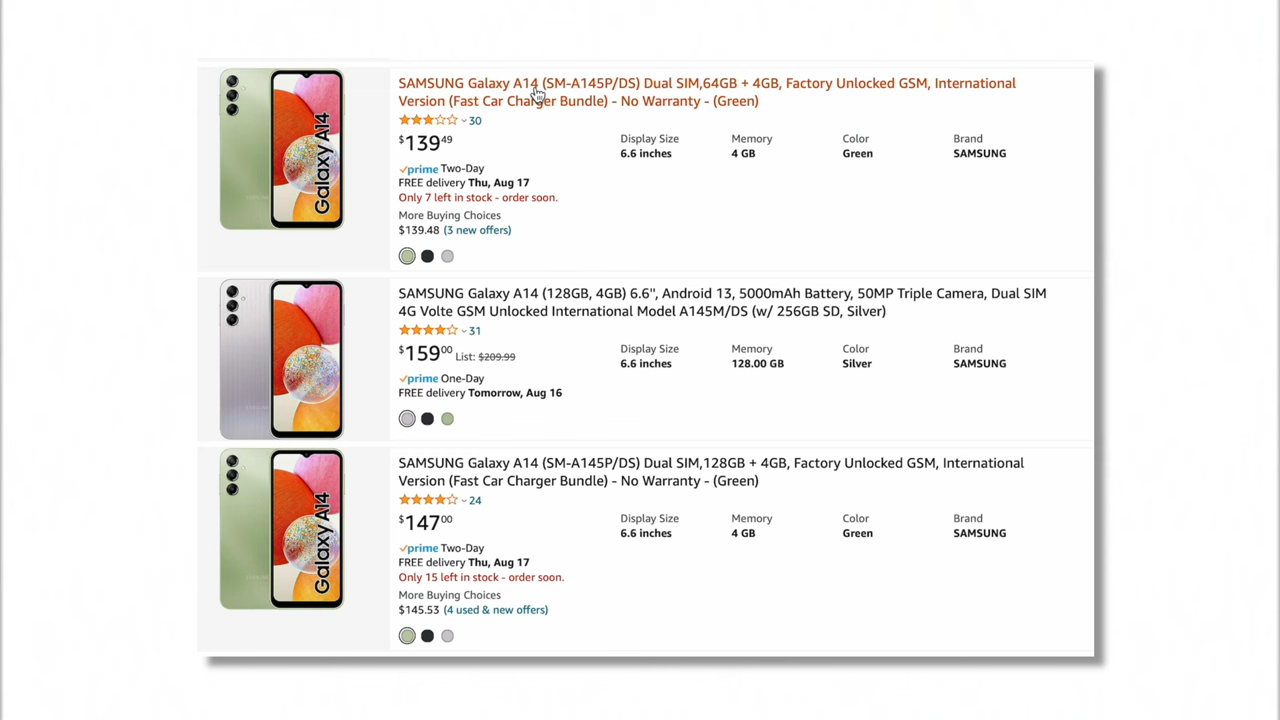 SAMSUNG Galaxy A14 (SM-A145P/DS) Dual SIM,64GB + 4GB, Factory Unlocked GSM, International
Version (Fast Car Charger Bundle) - No Warranty - (Green)
30
$139 49
Display Size Memory Color Brand
6.6 inches 4 GB Green SAMSUNG
prime Two-Day
FREE delivery Thu, Aug 17
Only 7 left in stock - order soon.
More Buying Choices
$139.48 (3 new offers)
Galaxy A14
SAMSUNG Galaxy A14 (128GB, 4GB) 6.6", Android 13, 5000mAh Battery, 50MP Triple Camera, Dual SIM
4G Volte GSM Unlocked International Model A145M/DS (w/ 256GB SD, Silver)
31
$159 00 List: $209.99
Display Size Memory Color Brand
6.6 inches 128.00 GB Silver SAMSUNG
prime One-Day
FREE delivery Tomorrow, Aug 16
SAMSUNG Galaxy A14 (SM-A145P/DS) Dual SIM,128GB + 4GB, Factory Unlocked GSM, International
Version (Fast Car Charger Bundle) - No Warranty - (Green)
24
$147 00
Display Size Memory Color Brand
6.6 inches 4 GB Green SAMSUNG
prime Two-Day
FREE delivery Thu, Aug 17
Only 15 left in stock - order soon.
More Buying Choices
$145.53 (4 used & new offers)
Galaxy A14